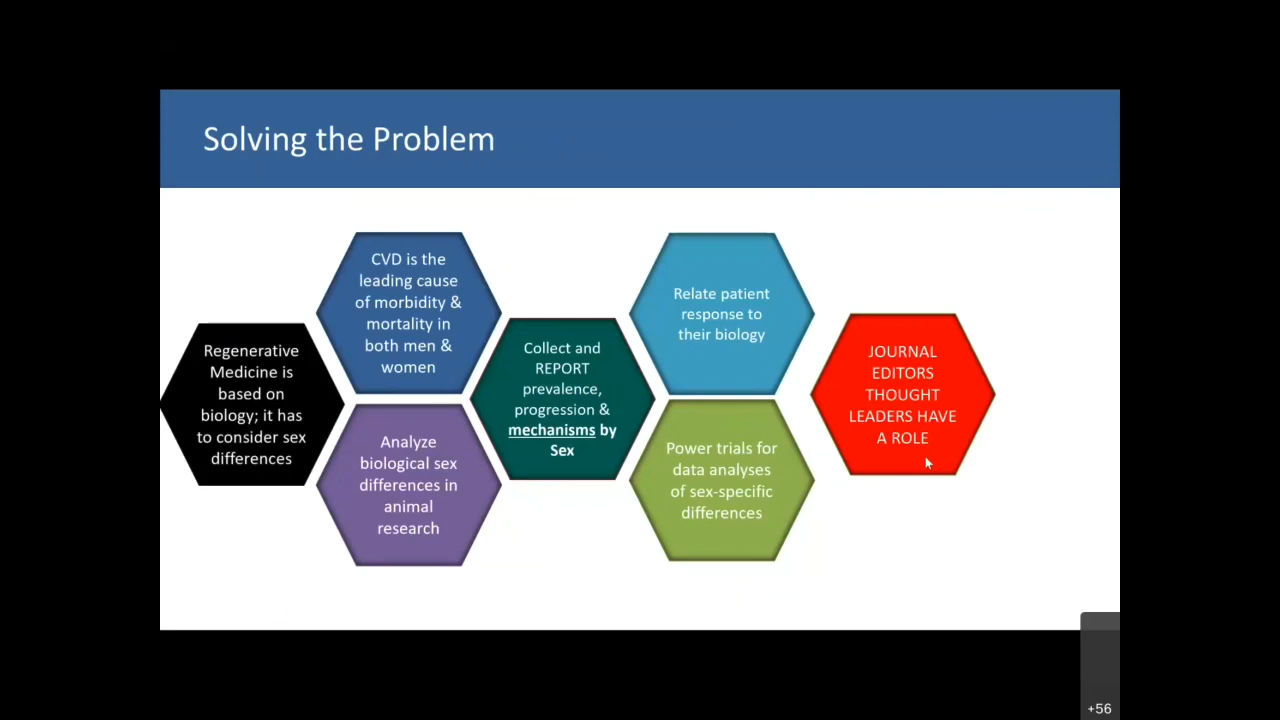 Solving the Problem
Regenerative
Medicine is
based on
biology; it has
to consider sex
differences
CVD is the
leading cause
of morbidity &
mortality in
both men &
women
Analyze
biological sex
differences in
animal
research
Collect and
REPORT
prevalence,
progression &
mechanisms by
Sex
Relate patient
response to
their biology
Power trials for
data analyses
of sex-specific
differences
JOURNAL
EDITORS
THOUGHT
LEADERS HAVE
A ROLE
+56